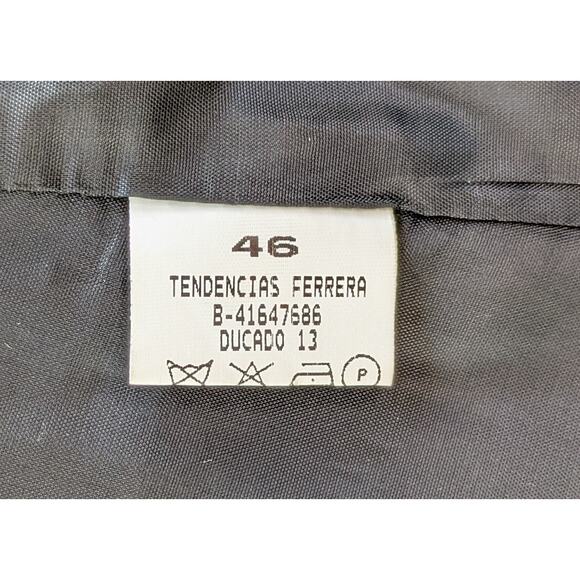 46
TENDENCIAS FERRERA
B-41647686
DUCADO 13
P